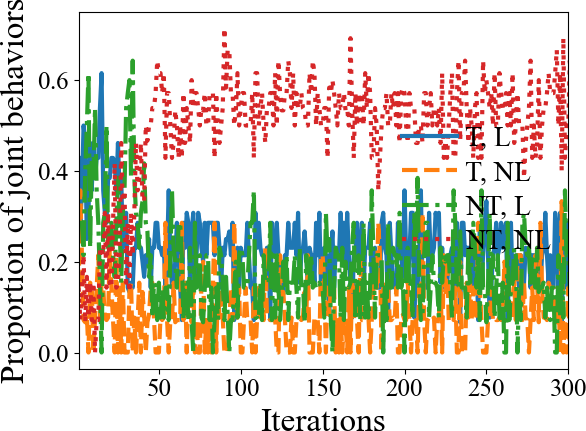 Proportion of joint behaviors
0.6
0.4
0.2
0.0
T, L
T, NL
NT, L
NT, NL
50
100
150
200
250
300
Iterations